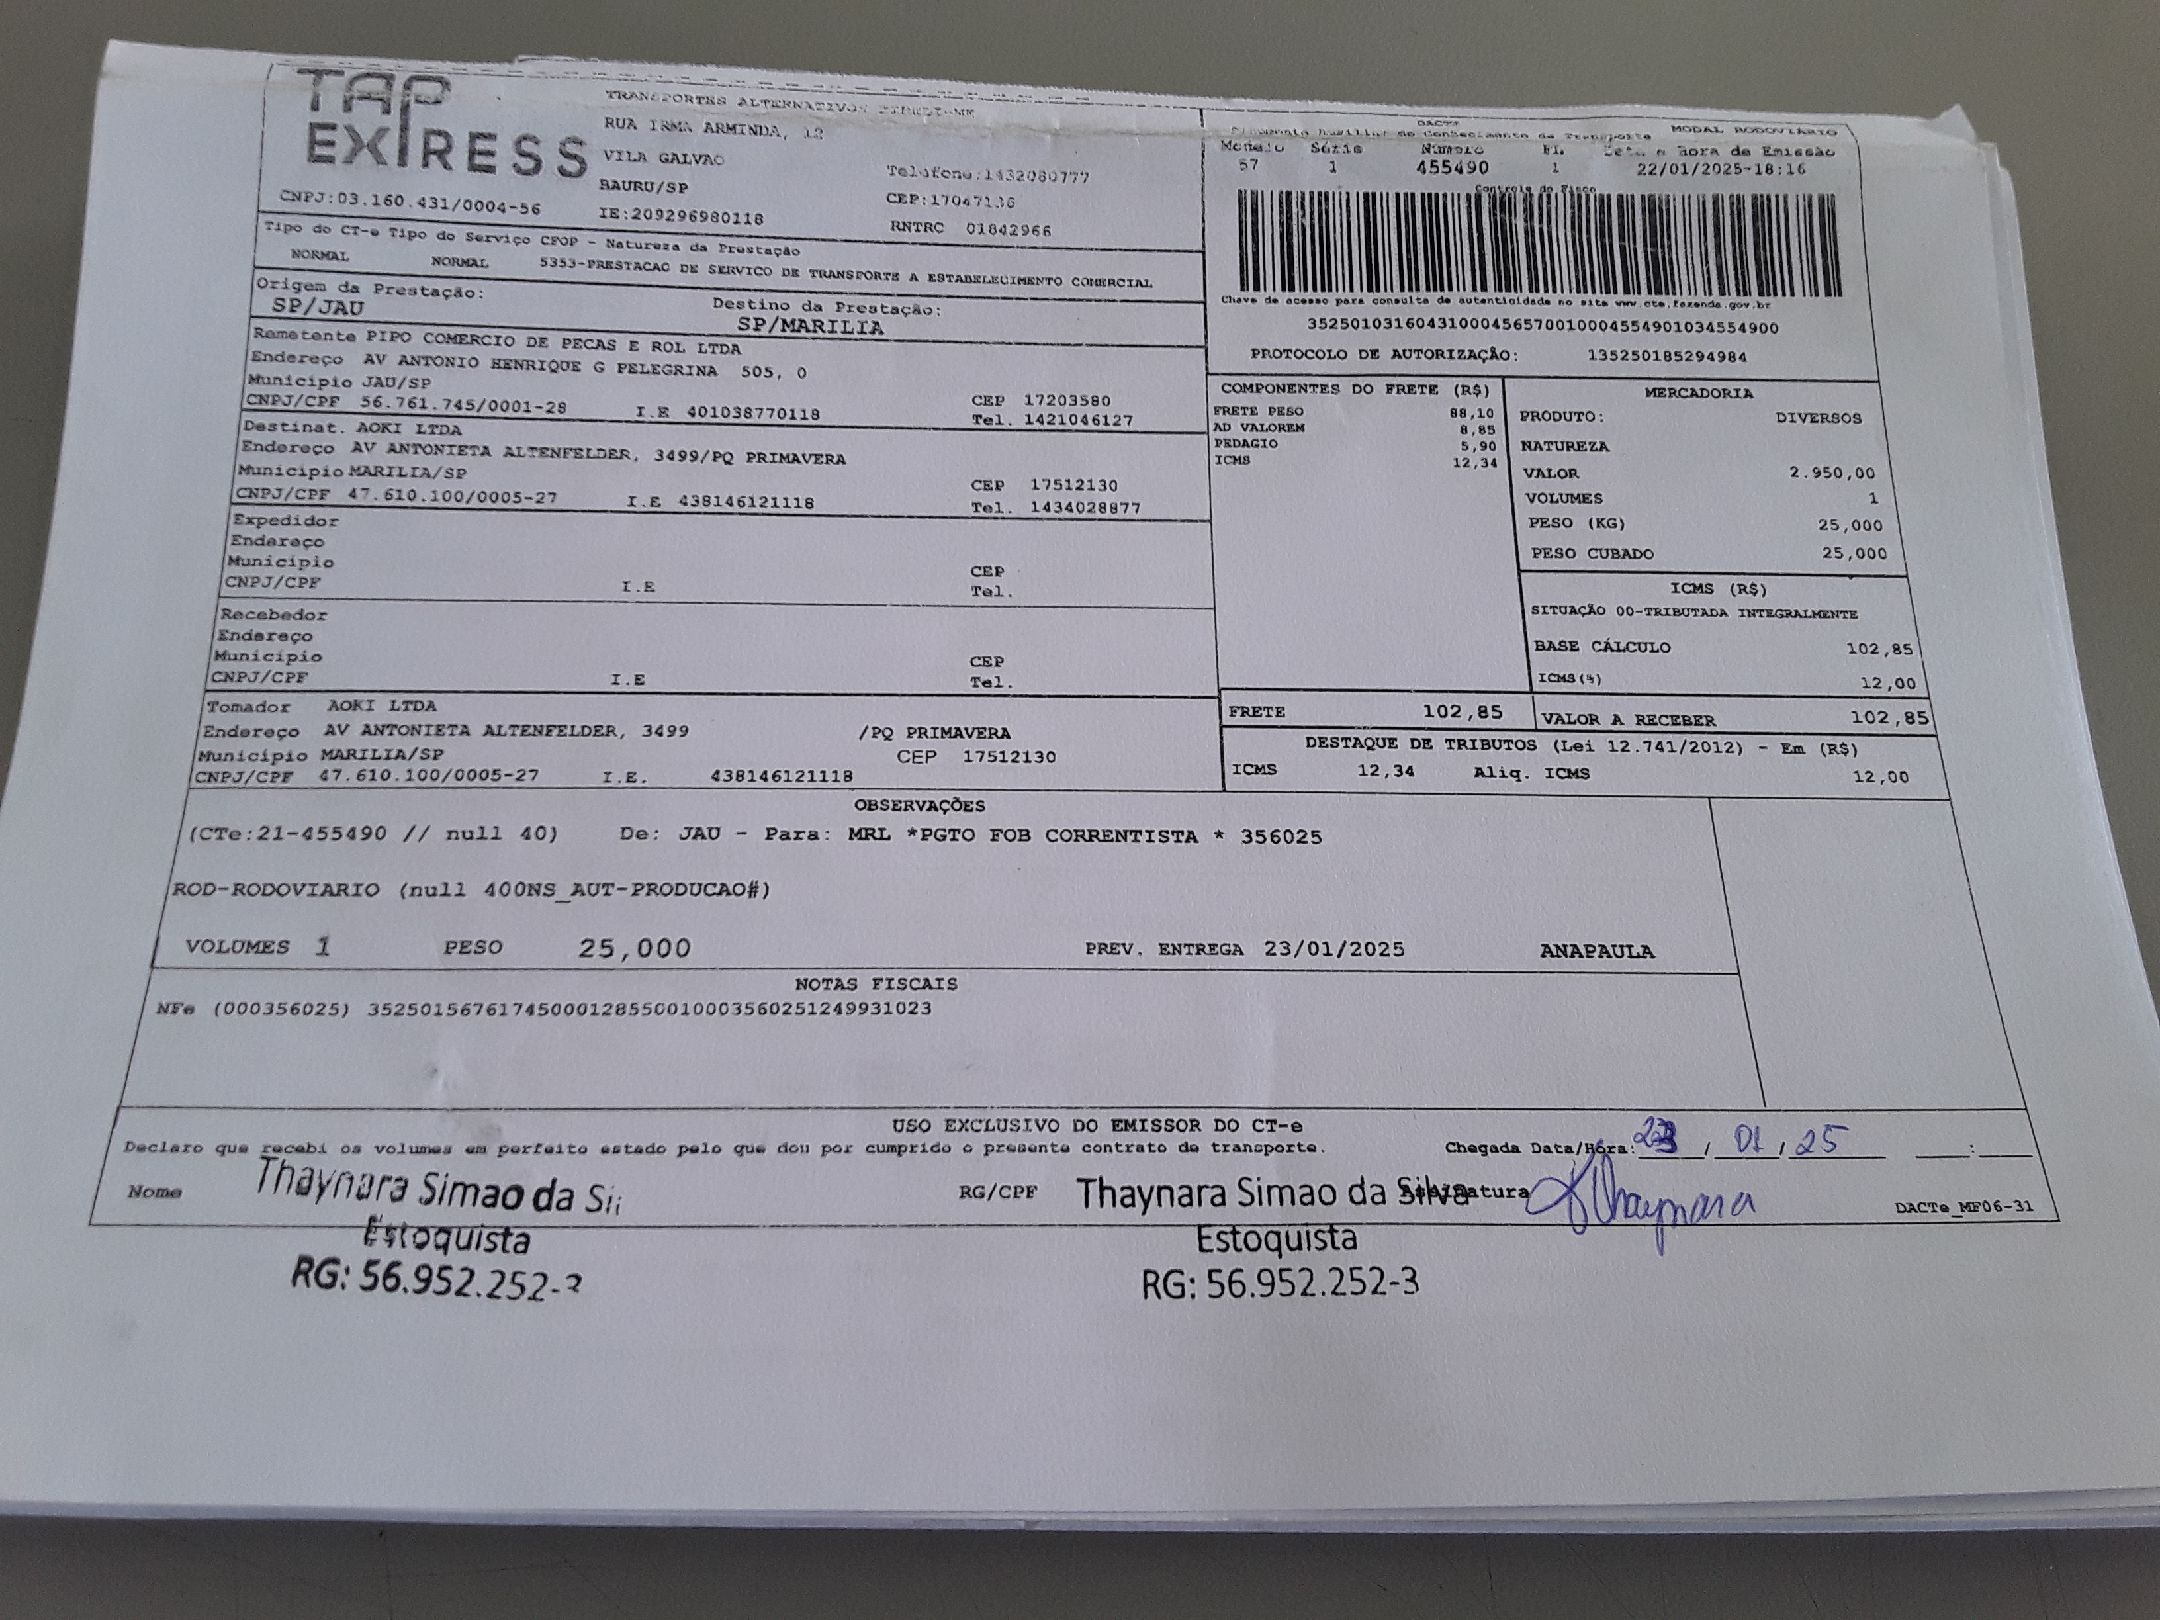 TAP
EXPRESS
CNPJ:03.160.431/0004-56
TRANSPORTES ALTERNATIVOS
RUA IRMA ARMINDA, 12
VILA GALVAO
BAURU/SP
IE:209296980118
Telefone:1432080777
CEP:17047136
RNTRC 01842966
Tipo do CT-e Tipo do Serviço CFOP - Natureza da Prestação
NORMAL NORMAL 5353-PRESTACAO DE SERVICO DE TRANSPORTE A ESTABELECIMENTO COMERCIAL
Origem da Prestação:
SP/JAU
Destino da Prestação:
SP/MARILIA
Remetente PIPO COMERCIO DE PECAS E ROL LTDA
Endereço AV ANTONIO HENRIQUE G PELEGRINA 505, 0
Município JAU/SP
CEP 17203580
CNPJ/CPF 56.761.745/0001-28 I.E 401038770118 Tel. 1421046127
Destinat. AOKI LTDA
Endereço AV ANTONIETA ALTENFELDER, 3499/PQ PRIMAVERA
Município MARILIA/SP
CEP 17512130
CNPJ/CPF 47.610.100/0005-27 I.E 438146121118 Tel. 1434028877
Expedidor
Endereço
Município
CEP
CNPJ/CPF I.E Tel.
Recebedor
Endereço
Município
CEP
CNPJ/CPF I.E Tel.
Tomador AOKI LTDA
Endereço AV ANTONIETA ALTENFELDER, 3499 /PQ PRIMAVERA
Município MARILIA/SP CEP 17512130
CNPJ/CPF 47.610.100/0005-27 I.E. 438146121118
DACTE
Documento Auxiliar do Conhecimento de Transporte MODAL RODOVIÁRIO
Modelo Série Número Fl. Data e Hora de Emissão
57 1 455490 1 22/01/2025-18:16
Controle do Fisco
Chave de acesso para consulta de autenticidade no site www.cte.fazenda.gov.br
35250103160431000456570010004554901034554900
PROTOCOLO DE AUTORIZAÇÃO: 135250185294984
COMPONENTES DO FRETE (R$)
FRETE PESO 88,10
AD VALOREM 8,85
PEDAGIO 5,90
ICMS 12,34
MERCADORIA
PRODUTO: DIVERSOS
NATUREZA
VALOR 2.950,00
VOLUMES 1
PESO (KG) 25,000
PESO CUBADO 25,000
ICMS (R$)
SITUAÇÃO 00-TRIBUTADA INTEGRALMENTE
BASE CÁLCULO 102,85
ICMS(%) 12,00
FRETE 102,85 VALOR A RECEBER 102,85
DESTAQUE DE TRIBUTOS (Lei 12.741/2012) - Em (R$)
ICMS 12,34 Aliq. ICMS 12,00
OBSERVAÇÕES
(CTe:21-455490 // null 40) De: JAU - Para: MRL *PGTO FOB CORRENTISTA * 356025
ROD-RODOVIARIO (null 400NS_AUT-PRODUCAO#)
VOLUMES 1 PESO 25,000 PREV. ENTREGA 23/01/2025 ANAPAULA
NOTAS FISCAIS
NFe (000356025) 35250156761745000128550010003560251249931023
USO EXCLUSIVO DO EMISSOR DO CT-e
Declaro que recebi os volumes em perfeito estado pelo que dou por cumprido o presente contrato de transporte. Chegada Data/Hora: 23 / 01 / 25 :
Nome Thaynara Simao da Sil RG/CPF Thaynara Simao da Silva Assinatura Thaynara DACTe_MF06-31
Estoquista Estoquista
RG: 56.952.252-3 RG: 56.952.252-3